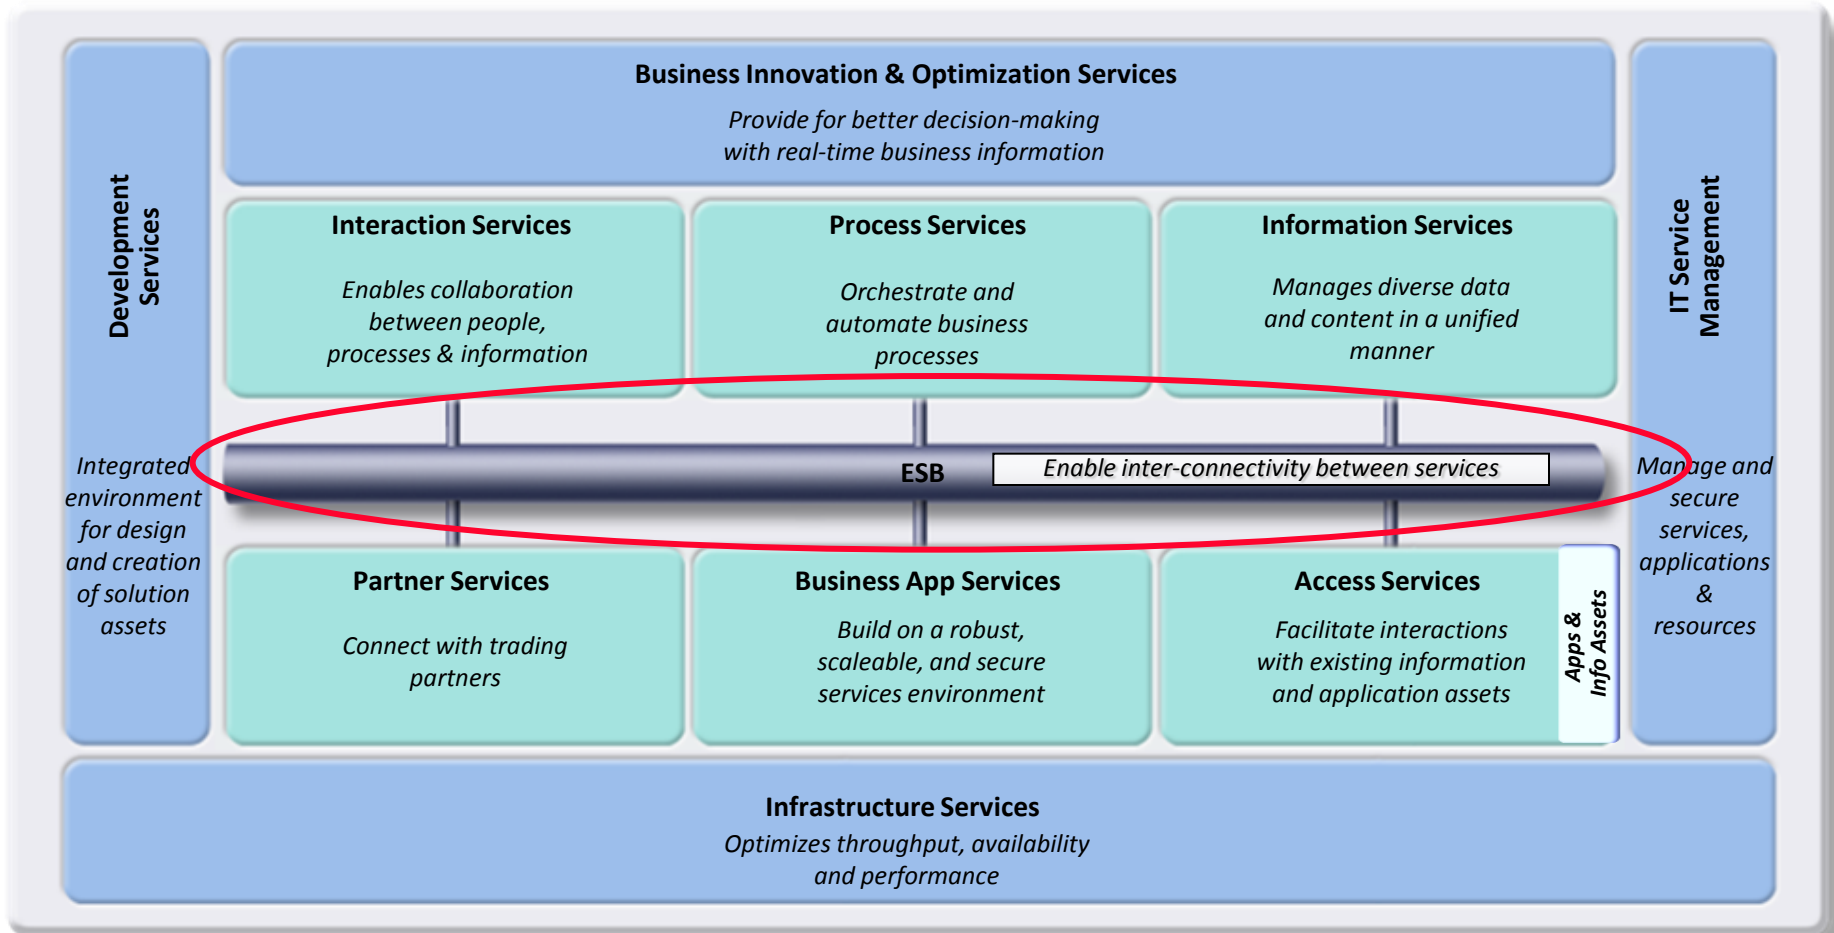 Business Innovation & Optimization Services
Provide for better decision-making
with real-time business information
Development
Services
Integrated
environment
for design
and creation
of solution
assets
Interaction Services
Enables collaboration
between people,
processes & information
Process Services
Orchestrate and
automate business
processes
Information Services
Manages diverse data
and content in a unified
manner
IT Service
Management
Manage and
secure
services,
applications
&
resources
ESB
Enable inter-connectivity between services
Partner Services
Connect with trading
partners
Business App Services
Build on a robust,
scaleable, and secure
services environment
Access Services
Facilitate interactions
with existing information
and application assets
Apps &
Info Assets
Infrastructure Services
Optimizes throughput, availability
and performance